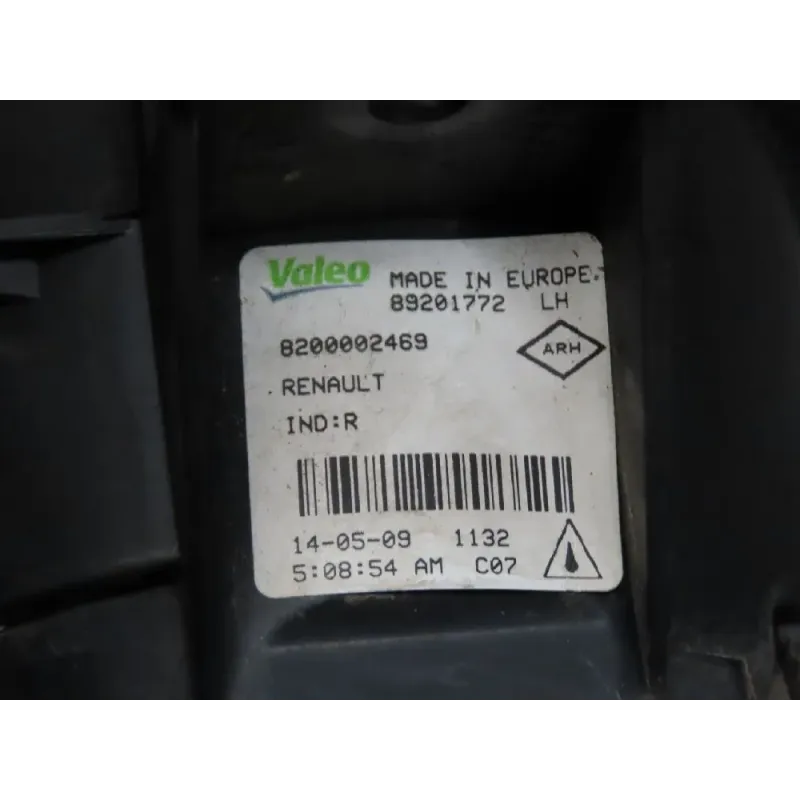 Valeo MADE IN EUROPE
89201772 LH
8200002469
ARH
RENAULT
IND:R
14-05-09 1132
5:08:54 AM C07